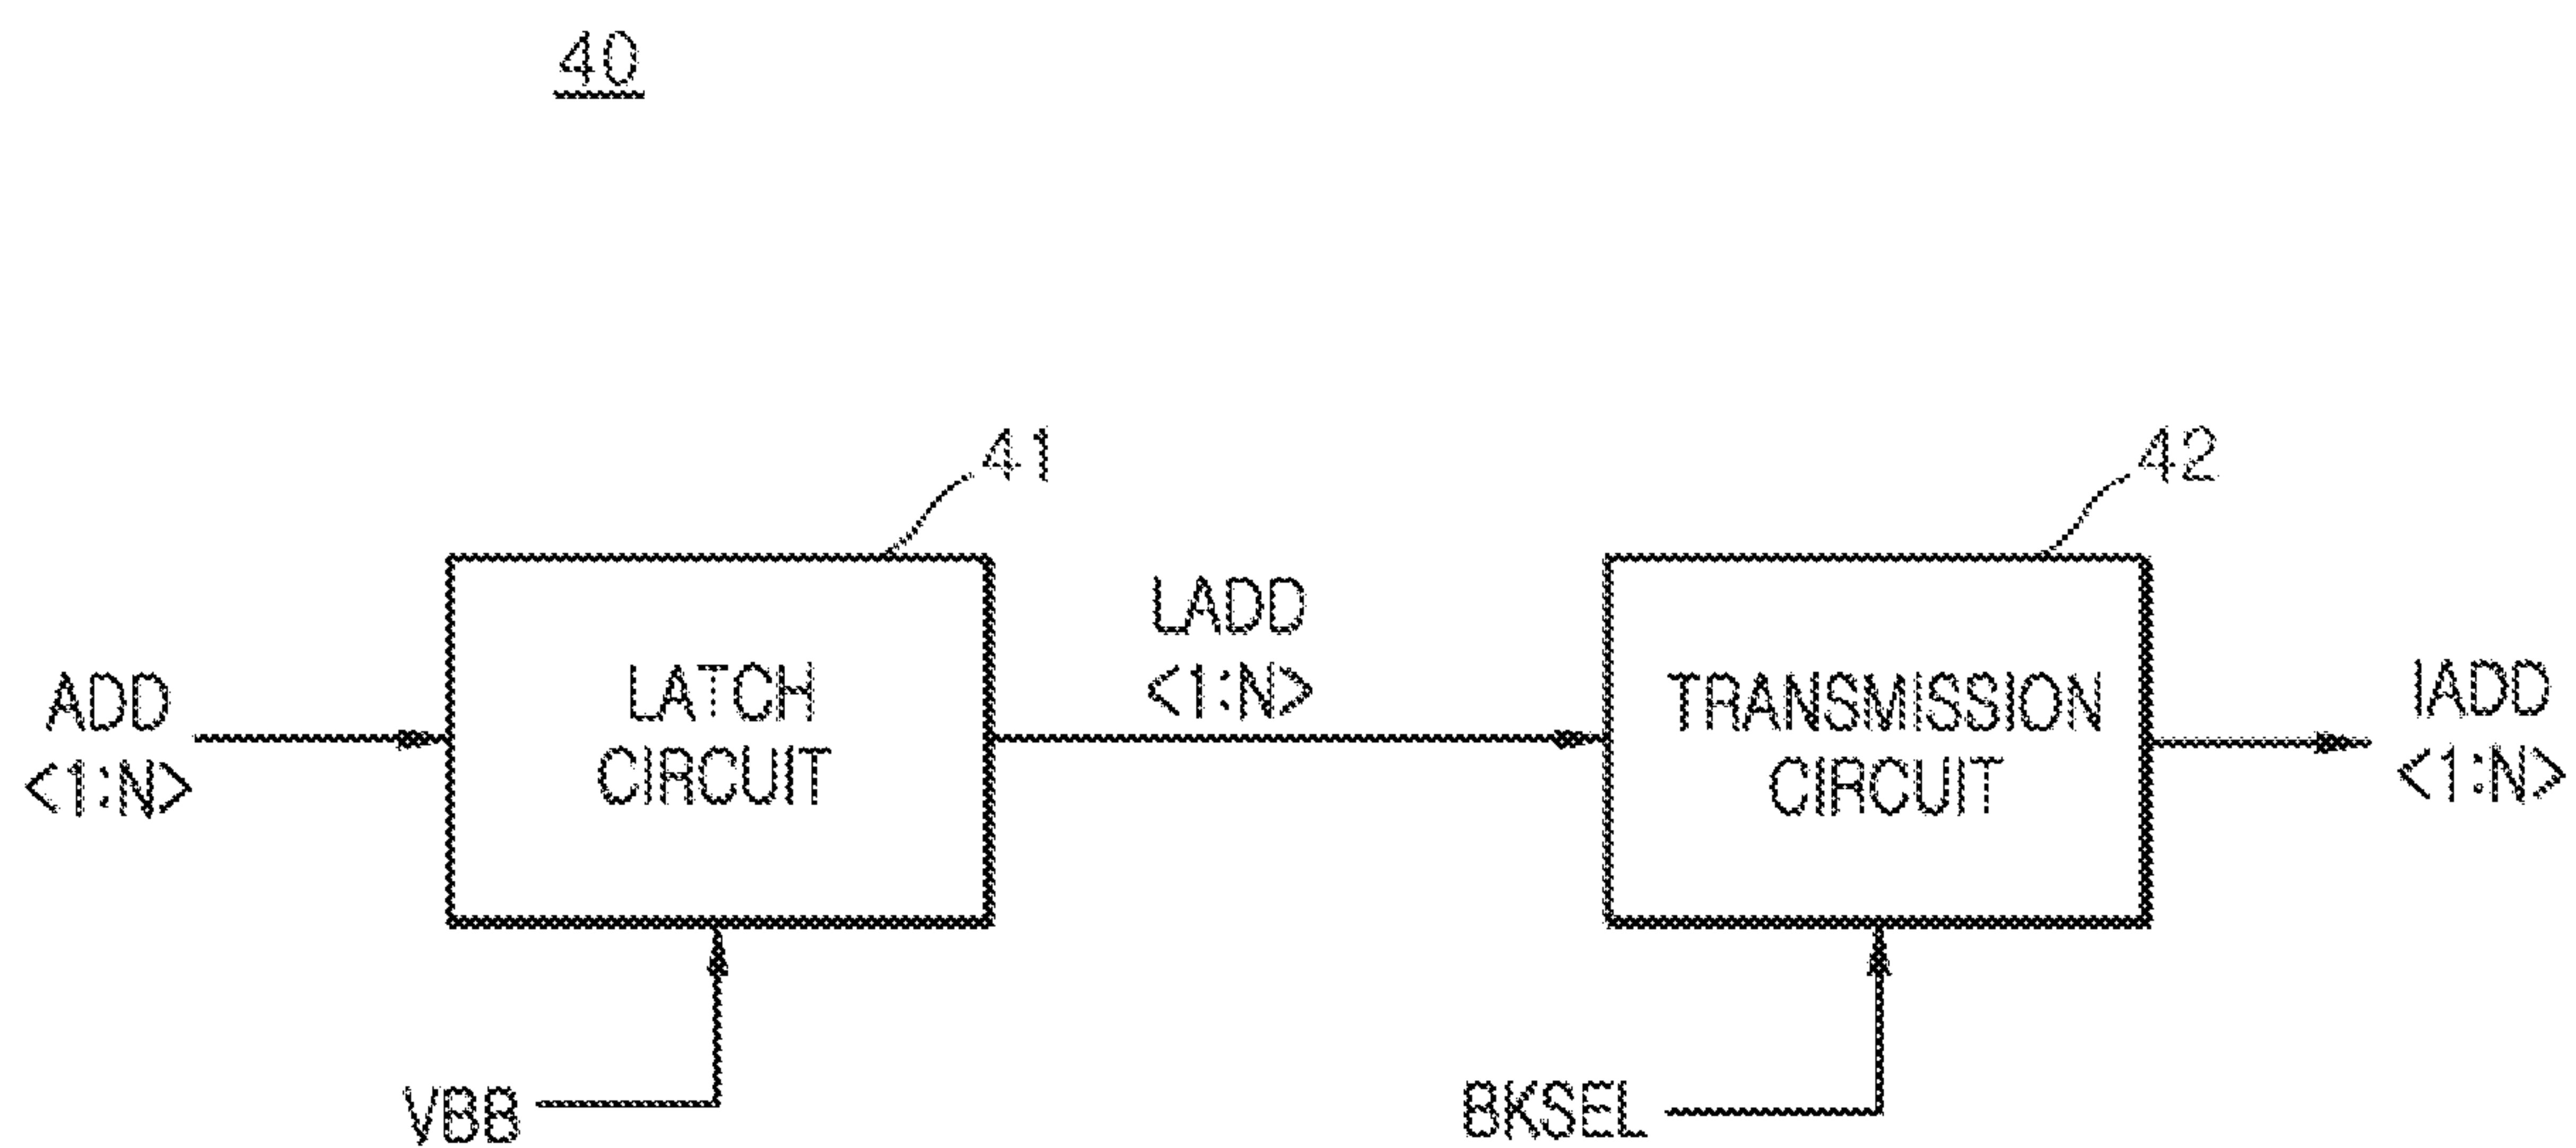 40
41
42
ADD
<1:N>
LATCH
CIRCUIT
LADD
<1:N>
TRANSMISSION
CIRCUIT
IADD
<1:N>
VBB
BKSEL